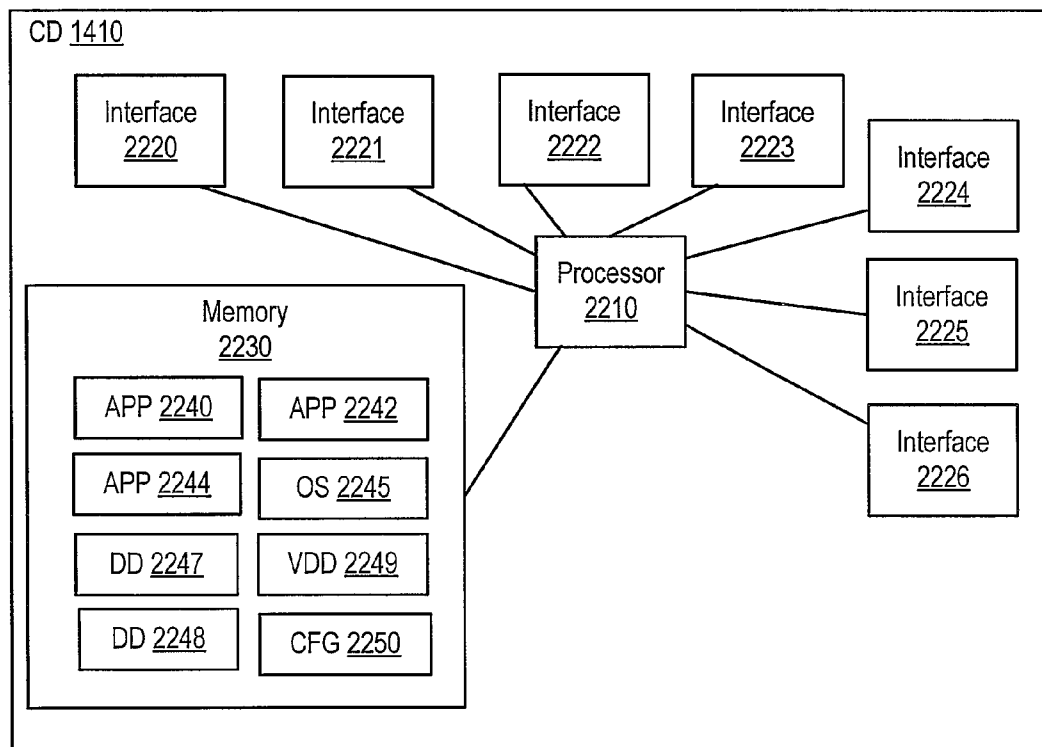 CD 1410
Interface
2220
Interface
2221
Interface
2222
Interface
2223
Interface
2224
Processor
2210
Interface
2225
Interface
2226
Memory
2230
APP 2240
APP 2242
APP 2244
OS 2245
DD 2247
VDD 2249
DD 2248
CFG 2250